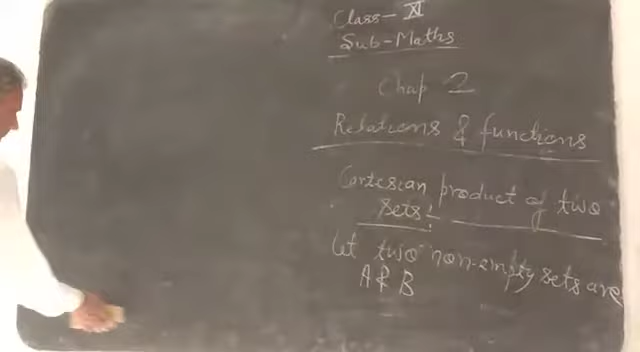 Class - XI
Sub - Maths
Chap 2
Relations & functions
Cartesian product of two
sets:
Let two non-empty sets are
A & B